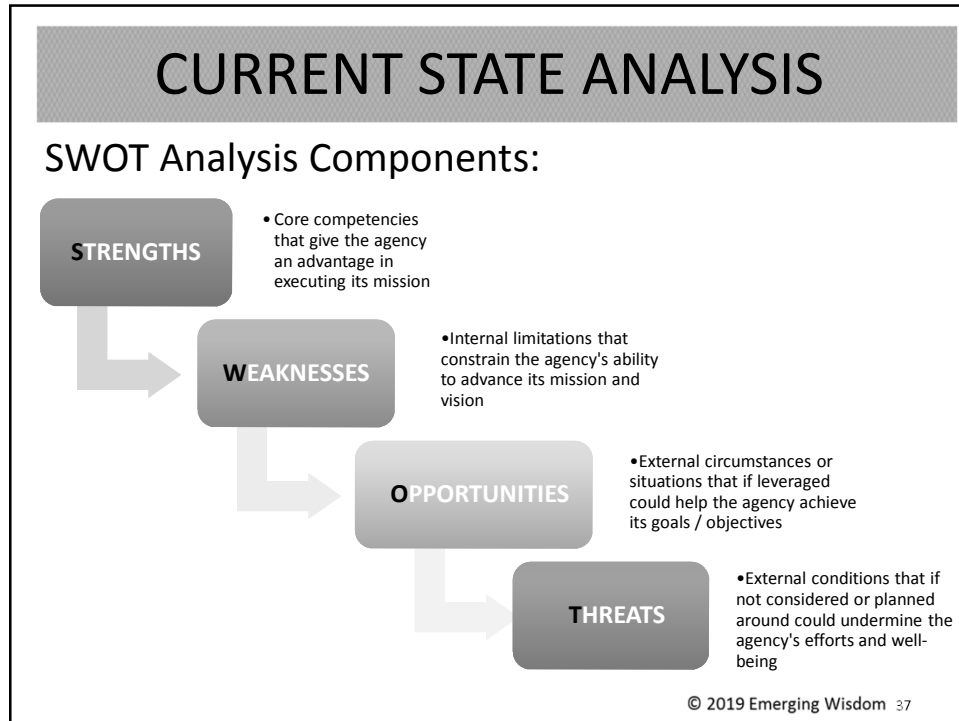 CURRENT STATE ANALYSIS
SWOT Analysis Components:
STRENGTHS
• Core competencies
that give the agency
an advantage in
executing its mission
WEAKNESSES
•Internal limitations that
constrain the agency's ability
to advance its mission and
vision
OPPORTUNITIES
•External circumstances or
situations that if leveraged
could help the agency achieve
its goals / objectives
THREATS
•External conditions that if
not considered or planned
around could undermine the
agency's efforts and well-
being
© 2019 Emerging Wisdom 37